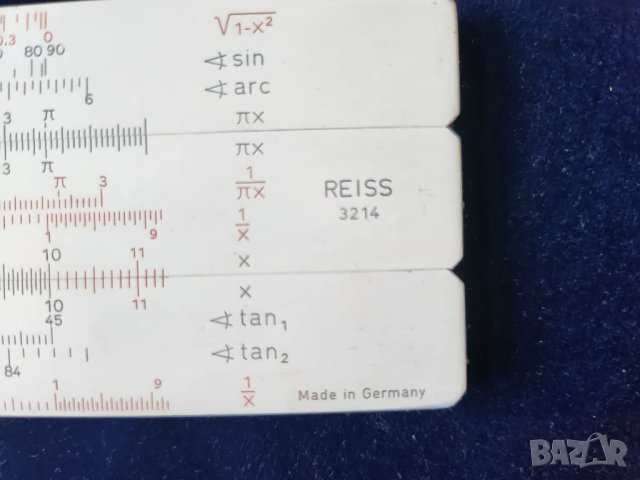 0.3 0 √1-x²
80 90 ∢ sin
6 ∢ arc
3 π πx
3 π πx
π 3 1/πx
REISS
3214
1 9 1/x
10 11 x
10 11 x
45 ∢ tan₁
84 ∢ tan₂
1 9 1/x
Made in Germany
BAZAR